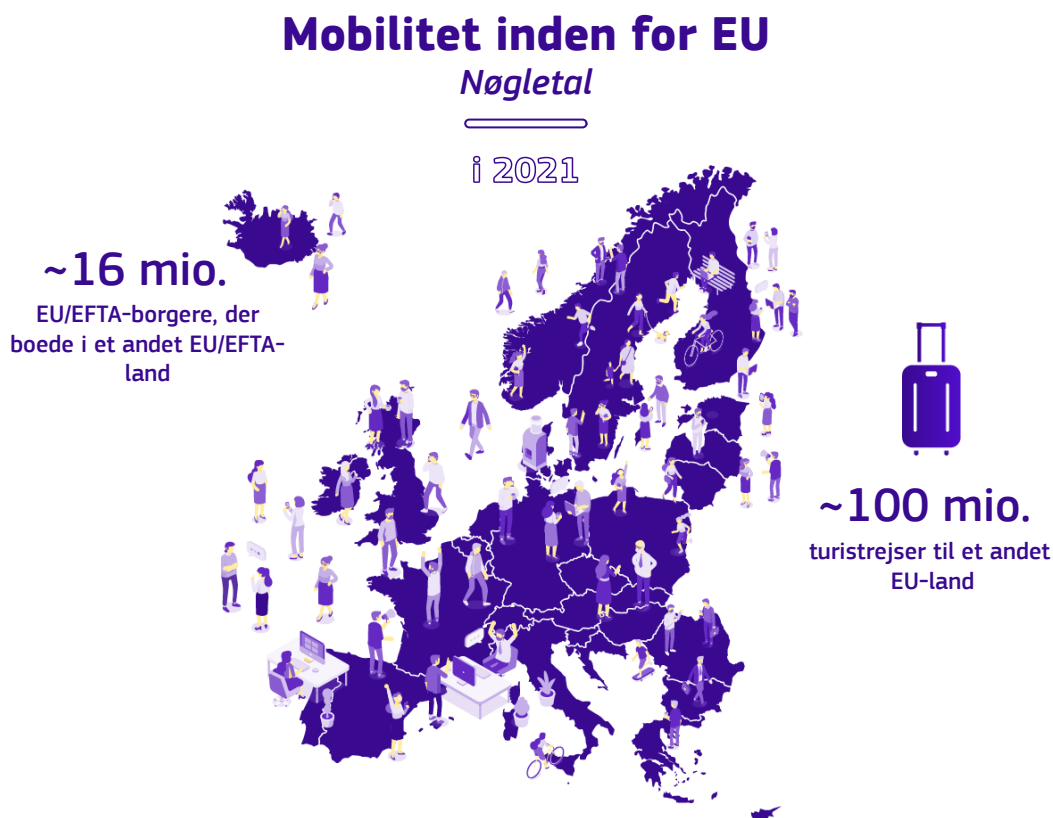 Mobilitet inden for EU
Nøgletal
i 2021
~16 mio.
EU/EFTA-borgere, der
boede i et andet EU/EFTA-
land
~100 mio.
turistrejser til et andet
EU-land